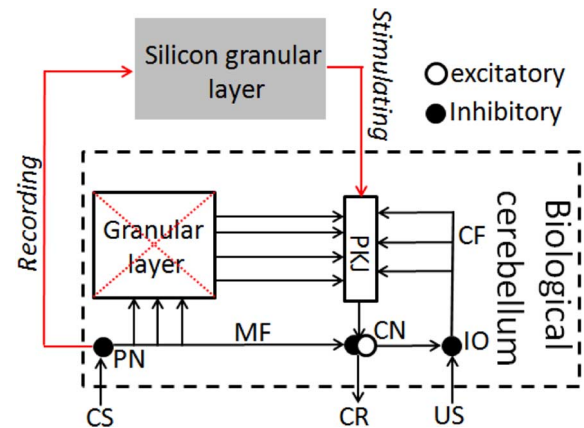 Silicon granular
layer
Stimulating
excitatory
Inhibitory
Recording
Biological
cerebellum
Granular
layer
PKJ
CF
MF
CN
PN
IO
CS
CR
US